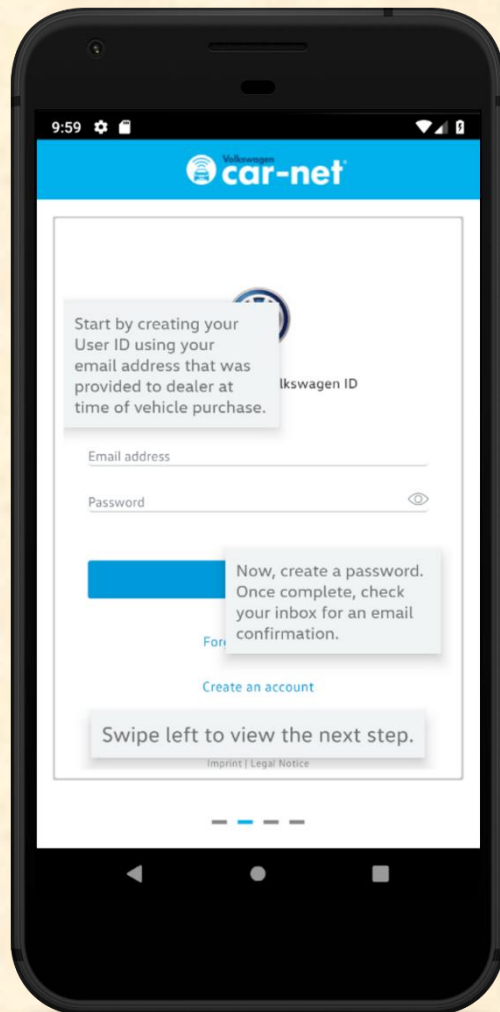 9:59
Volkswagen
car-net
Start by creating your
User ID using your
email address that was
provided to dealer at
time of vehicle purchase.
lkswagen ID
Email address
Password
Now, create a password.
Once complete, check
your inbox for an email
confirmation.
For
Create an account
Swipe left to view the next step.
Imprint | Legal Notice